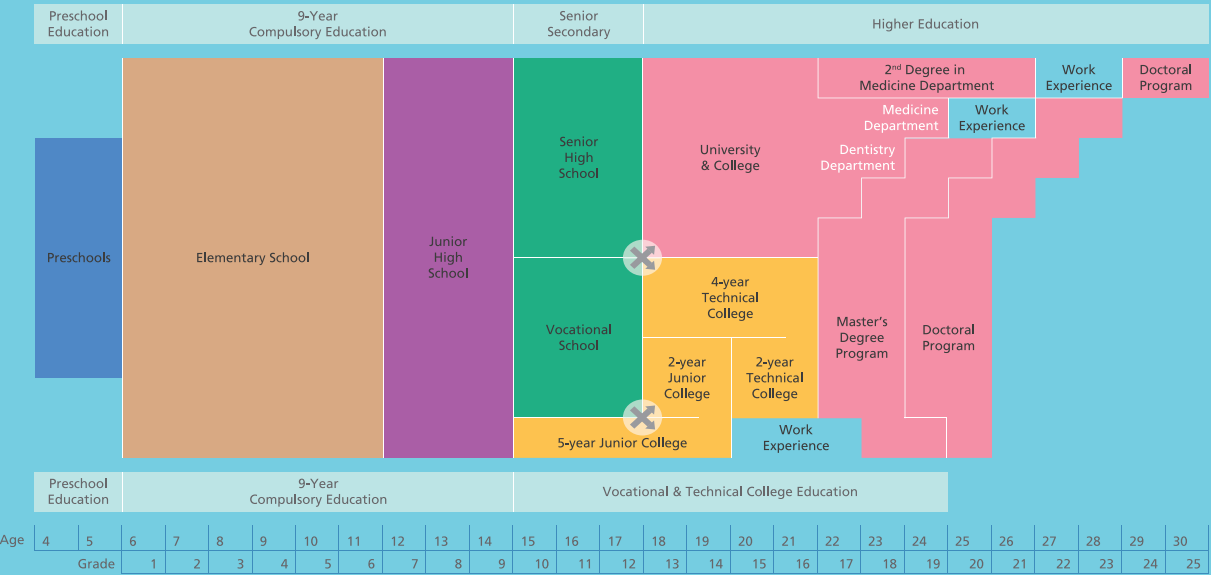 Preschool
Education
9-Year
Compulsory Education
Senior
Secondary
Higher Education
2nd Degree in
Medicine Department
Work
Experience
Doctoral
Program
Medicine
Department
Work
Experience
Senior
High
School
University
& College
Dentistry
Department
Preschools
Elementary School
Junior
High
School
4-year
Technical
College
Vocational
School
Master's
Degree
Program
Doctoral
Program
2-year
Junior
College
2-year
Technical
College
5-year Junior College
Work
Experience
Preschool
Education
9-Year
Compulsory Education
Vocational & Technical College Education
Age 4 5 6 7 8 9 10 11 12 13 14 15 16 17 18 19 20 21 22 23 24 25 26 27 28 29 30
Grade 1 2 3 4 5 6 7 8 9 10 11 12 13 14 15 16 17 18 19 20 21 22 23 24 25